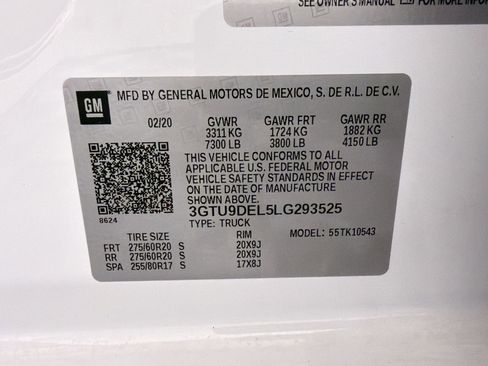 SEE OWNER'S MANUAL
FOR MORE INFOR
GM
MFD BY GENERAL MOTORS DE MEXICO, S. DE R.L. DE C.V.
02/20 GVWR GAWR FRT GAWR RR
3311 KG 1724 KG 1882 KG
7300 LB 3800 LB 4150 LB
THIS VEHICLE CONFORMS TO ALL
APPLICABLE U.S. FEDERAL MOTOR
VEHICLE SAFETY STANDARDS IN EFFECT
ON THE DATE OF MANUFACTURE
SHOWN ABOVE.
8624 3GTU9DEL5LG293525
TYPE: TRUCK
TIRE SIZE RIM MODEL: 55TK10543
FRT 275/60R20 S 20X9J
RR 275/60R20 S 20X9J
SPA 255/80R17 S 17X8J